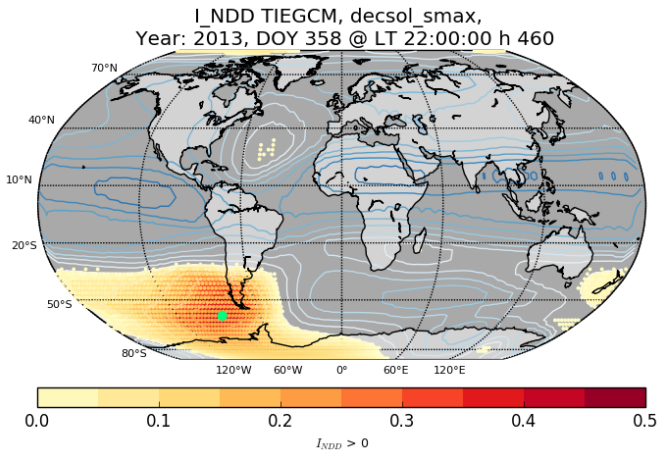 I_NDD TIEGCM, decsol_smax,
Year: 2013, DOY 358 @ LT 22:00:00 h 460
70°N
40°N
10°N
20°S
50°S
80°S
120°W 60°W 0° 60°E 120°E
0.0 0.1 0.2 0.3 0.4 0.5
I_NDD > 0